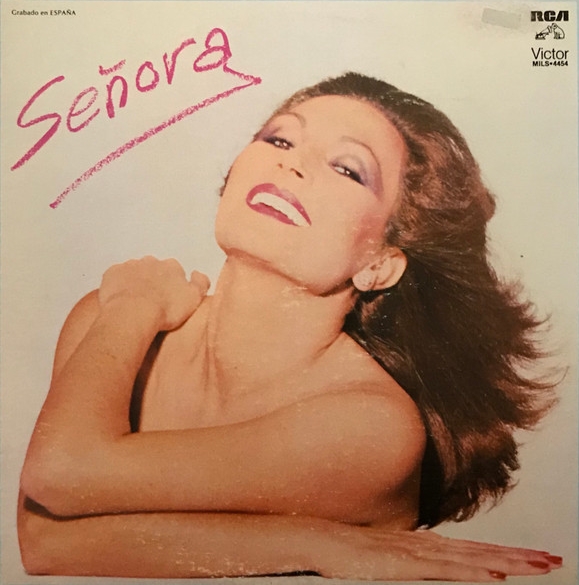 Grabado en ESPAÑA
RCA
Señora
Victor
MILS-4454